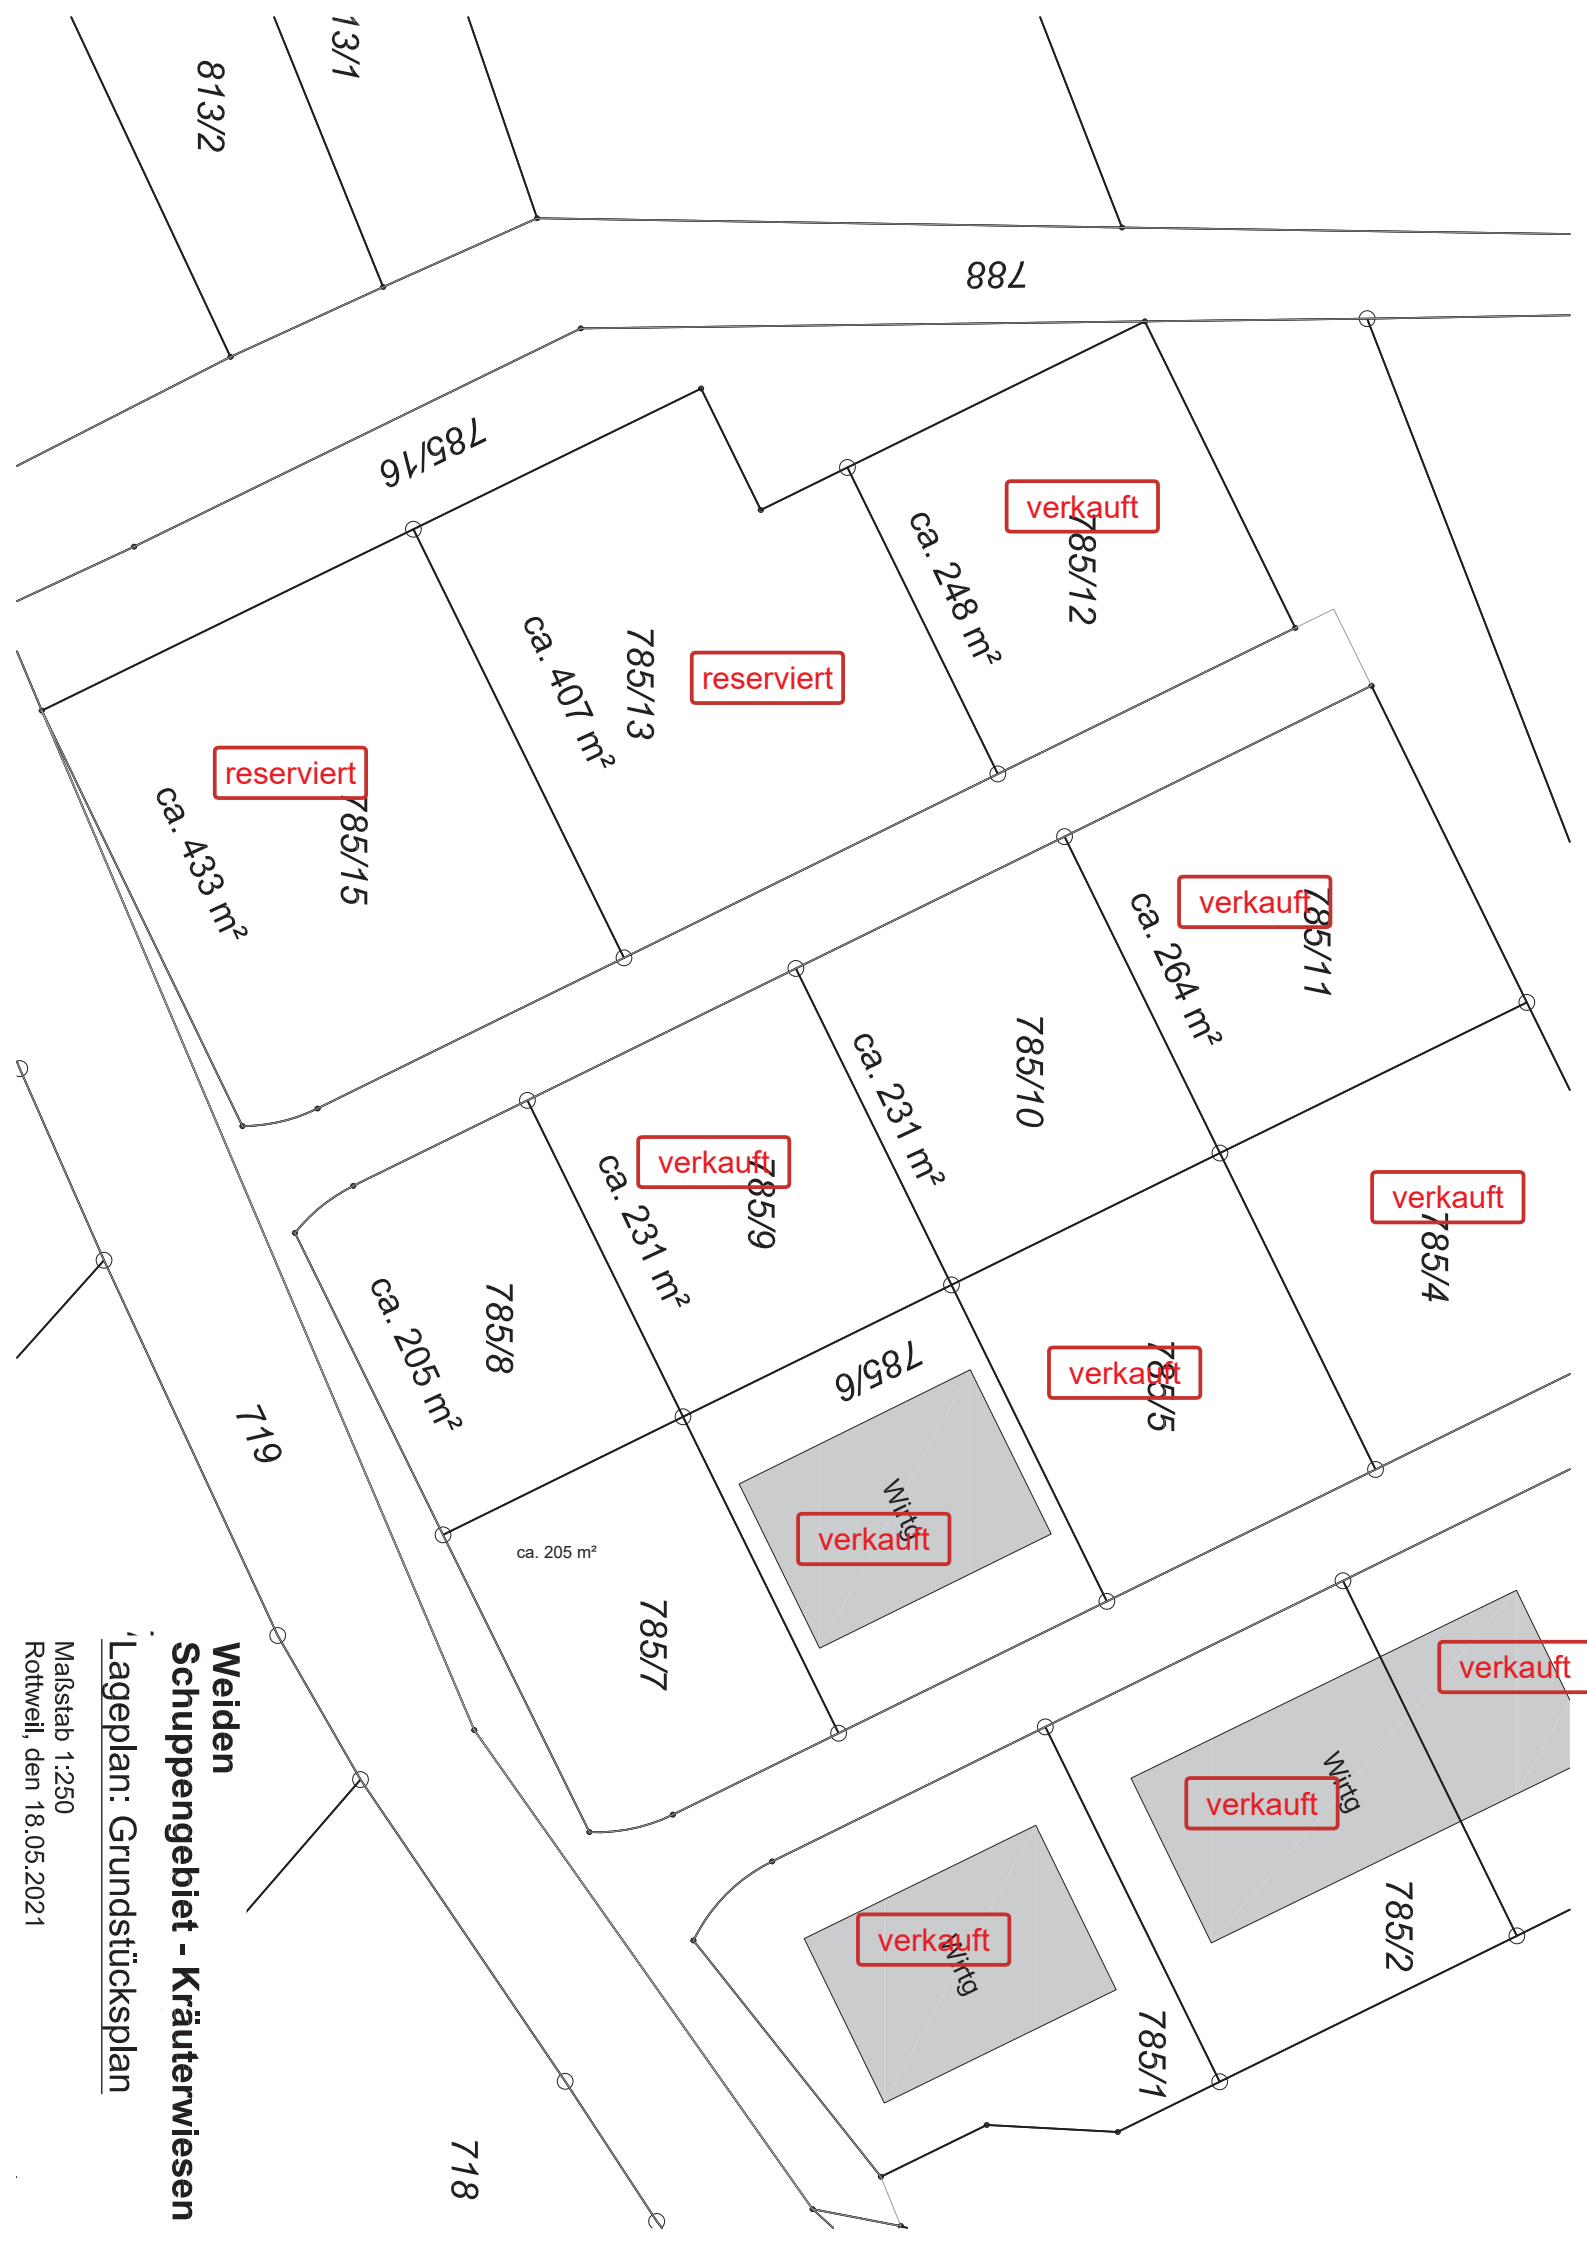 13/1
813/2
788
785/16
verkauft
785/12
ca. 248 m²
785/13
reserviert
ca. 407 m²
reserviert
785/15
ca. 433 m²
verkauft
785/11
ca. 264 m²
785/10
ca. 231 m²
verkauft
785/9
ca. 231 m²
verkauft
785/4
785/8
ca. 205 m²
785/6
verkauft
785/5
719
Wirtg
verkauft
ca. 205 m²
785/7
verkauft
Wirtg
verkauft
785/2
verkauft
Wirtg
785/1
718
Weiden
Schuppengebiet - Kräuterwiesen
Lageplan: Grundstücksplan
Maßstab 1:250
Rottweil, den 18.05.2021